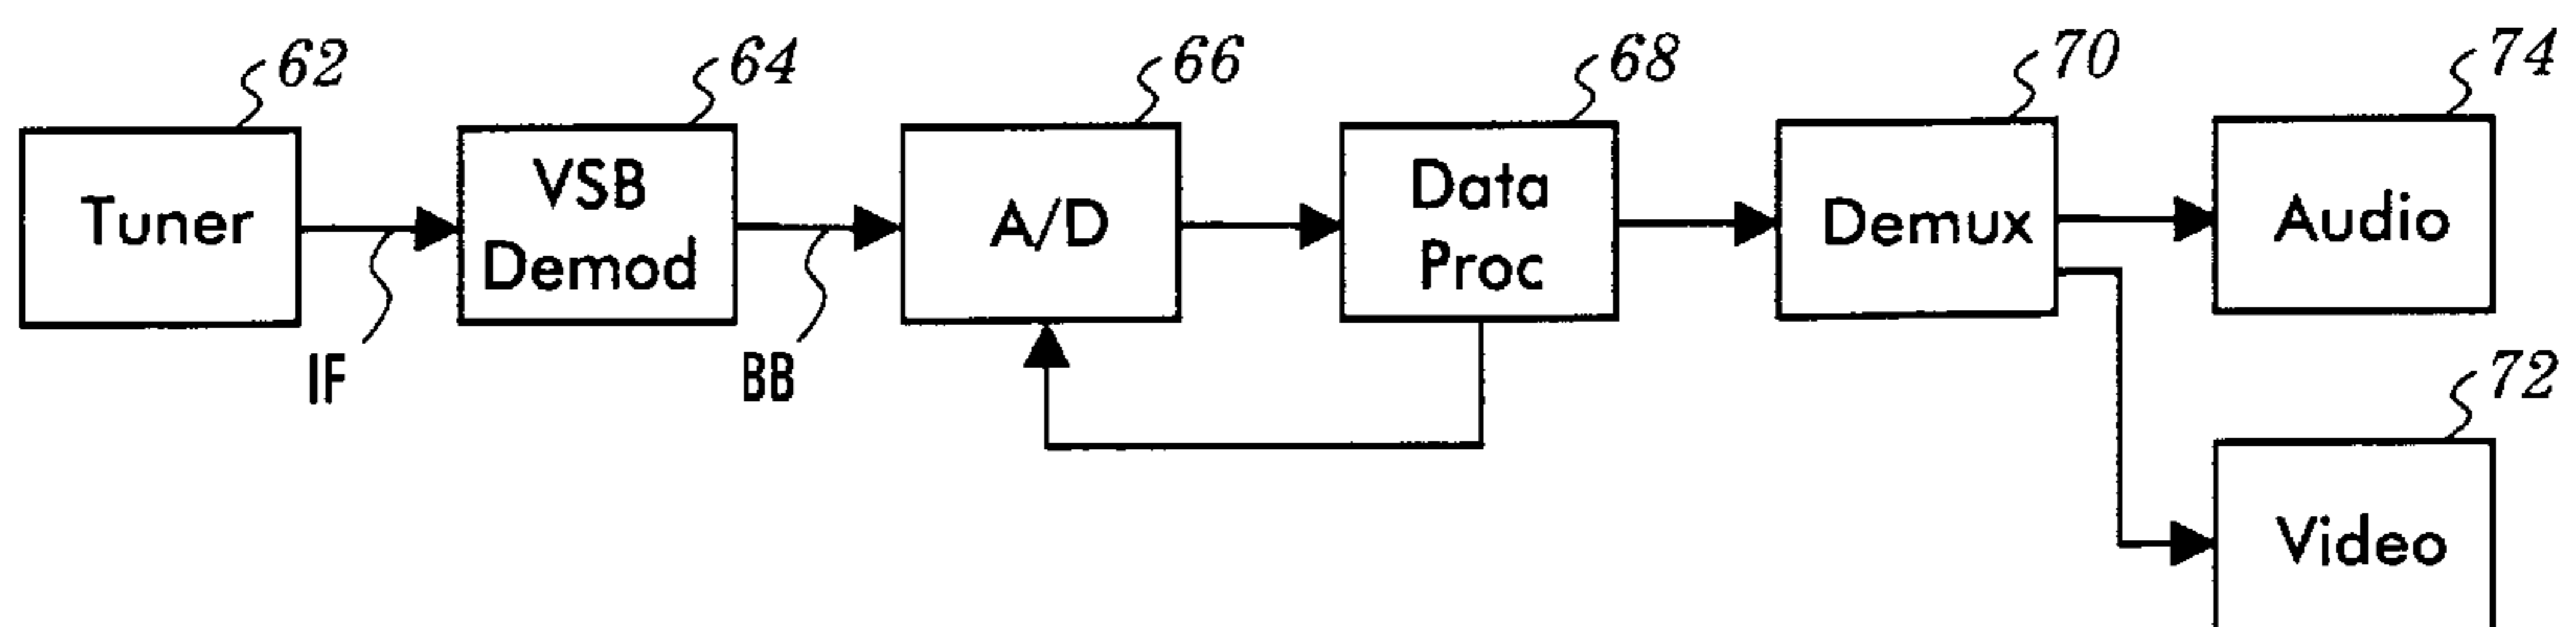 62
64
66
68
70
74
Tuner
VSB
Demod
A/D
Data
Proc
Demux
Audio
IF
BB
72
Video